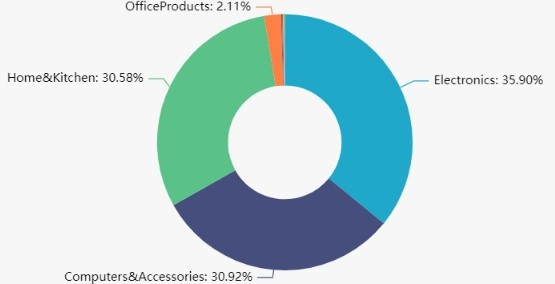 OfficeProducts: 2.11%
Home&Kitchen: 30.58%
Electronics: 35.90%
Computers&Accessories: 30.92%